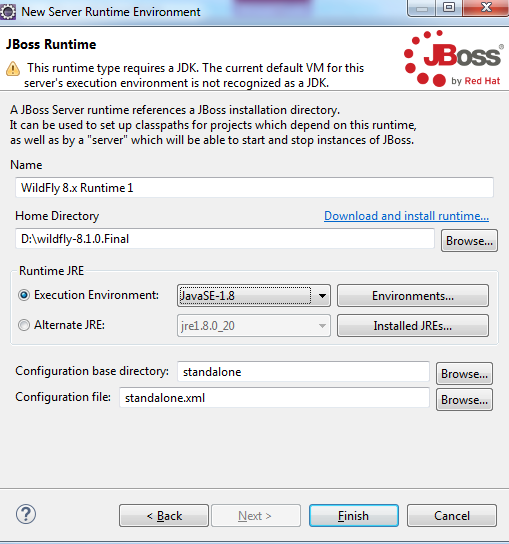 New Server Runtime Environment
JBoss Runtime
This runtime type requires a JDK. The current default VM for this
server's execution environment is not recognized as a JDK.
JBoss
by Red Hat
A JBoss Server runtime references a JBoss installation directory.
It can be used to set up classpaths for projects which depend on this runtime,
as well as by a "server" which will be able to start and stop instances of JBoss.
Name
WildFly 8.x Runtime 1
Home Directory Download and install runtime...
D:\wildfly-8.1.0.Final Browse...
Runtime JRE
Execution Environment: JavaSE-1.8 Environments...
Alternate JRE: jre1.8.0_20 Installed JREs...
Configuration base directory: standalone Browse...
Configuration file: standalone.xml Browse...
? < Back Next > Finish Cancel